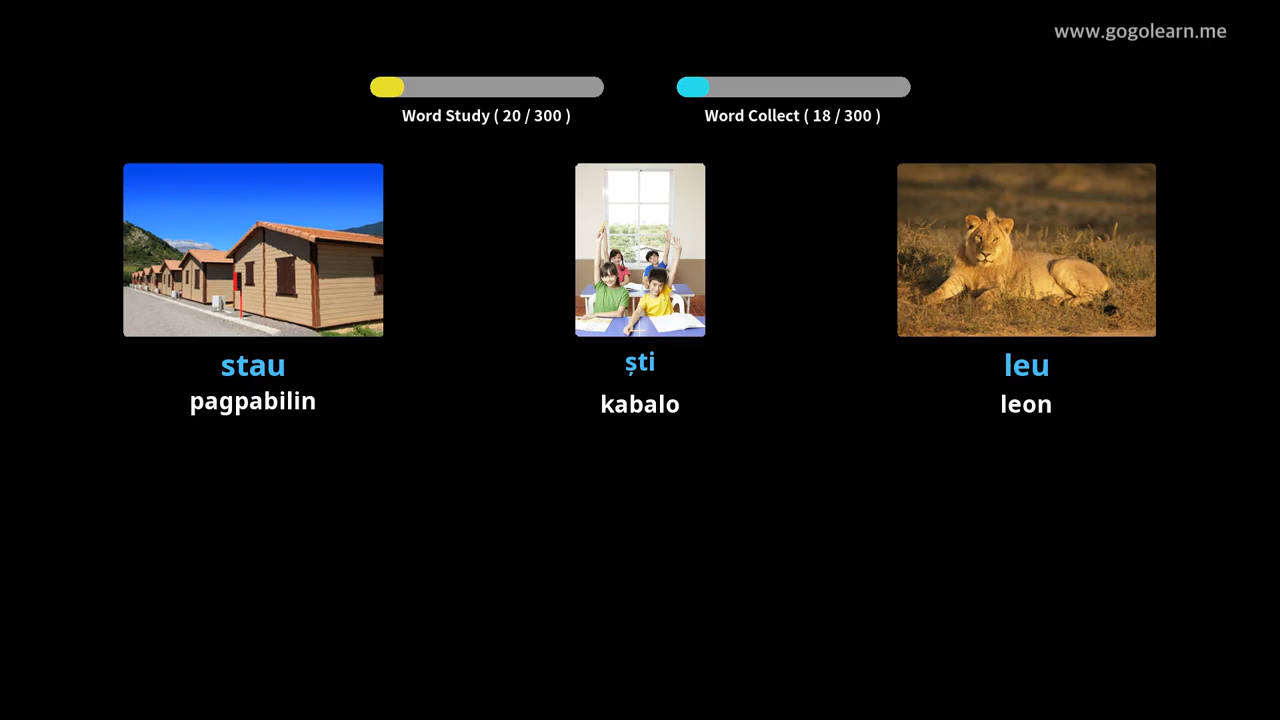 www.gogolearn.me
Word Study ( 20 / 300 )
Word Collect ( 18 / 300 )
stau
pagpabilin
ști
kabalo
leu
leon